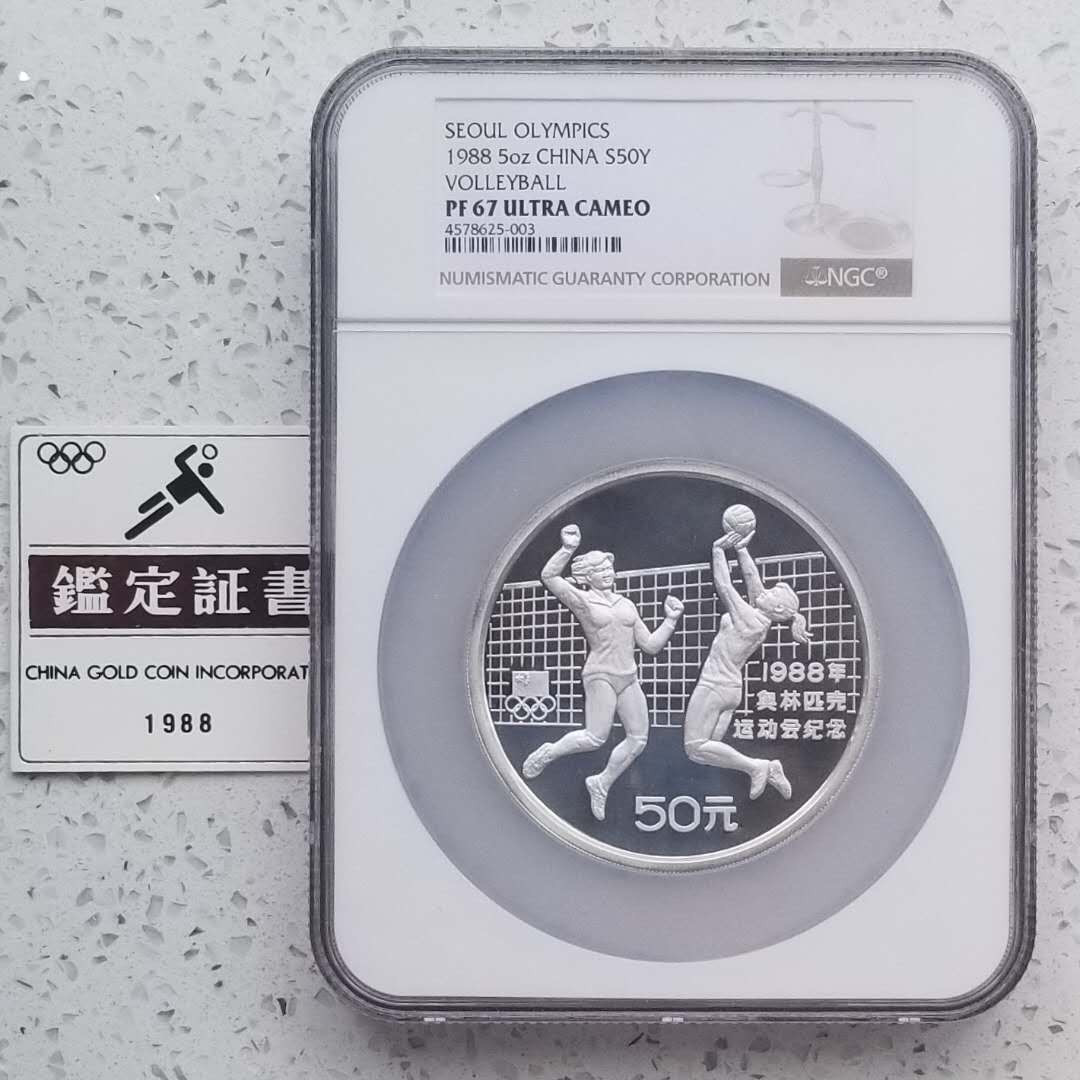 SEOUL OLYMPICS
1988 5oz CHINA S50Y
VOLLEYBALL
PF 67 ULTRA CAMEO
4578625-003
NUMISMATIC GUARANTY CORPORATION
NGC®
鑑定証書
CHINA GOLD COIN INCORPORAT
1988
1988年
奥林匹克
运动会纪念
50元